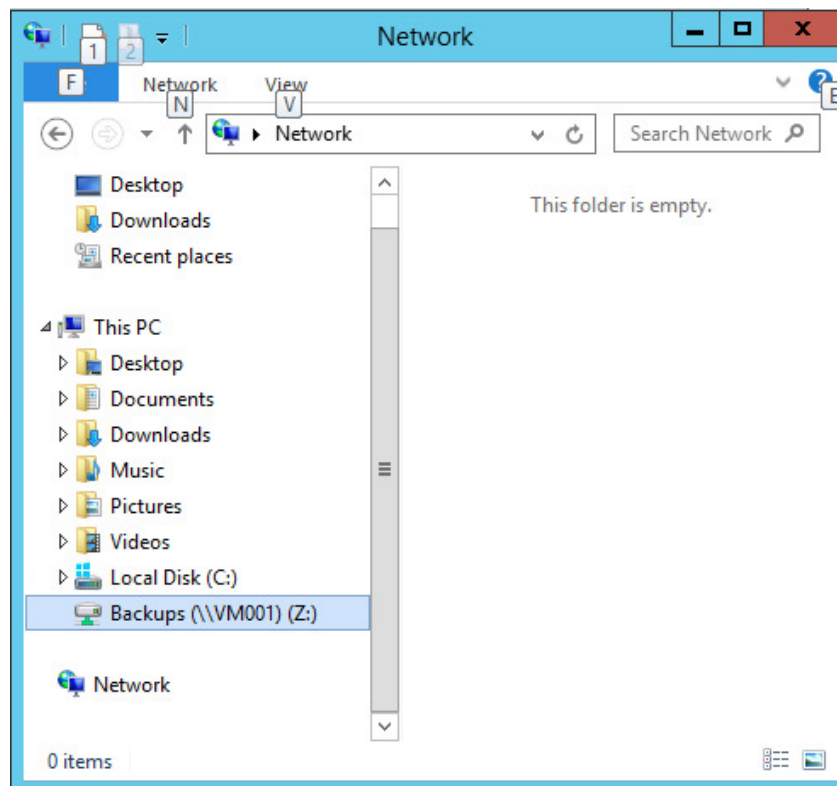 Network
1 2
F
Network View
N V
E
Network
Search Network
Desktop
This folder is empty.
Downloads
Recent places
This PC
Desktop
Documents
Downloads
Music
Pictures
Videos
Local Disk (C:)
Backups (\\VM001) (Z:)
Network
0 items